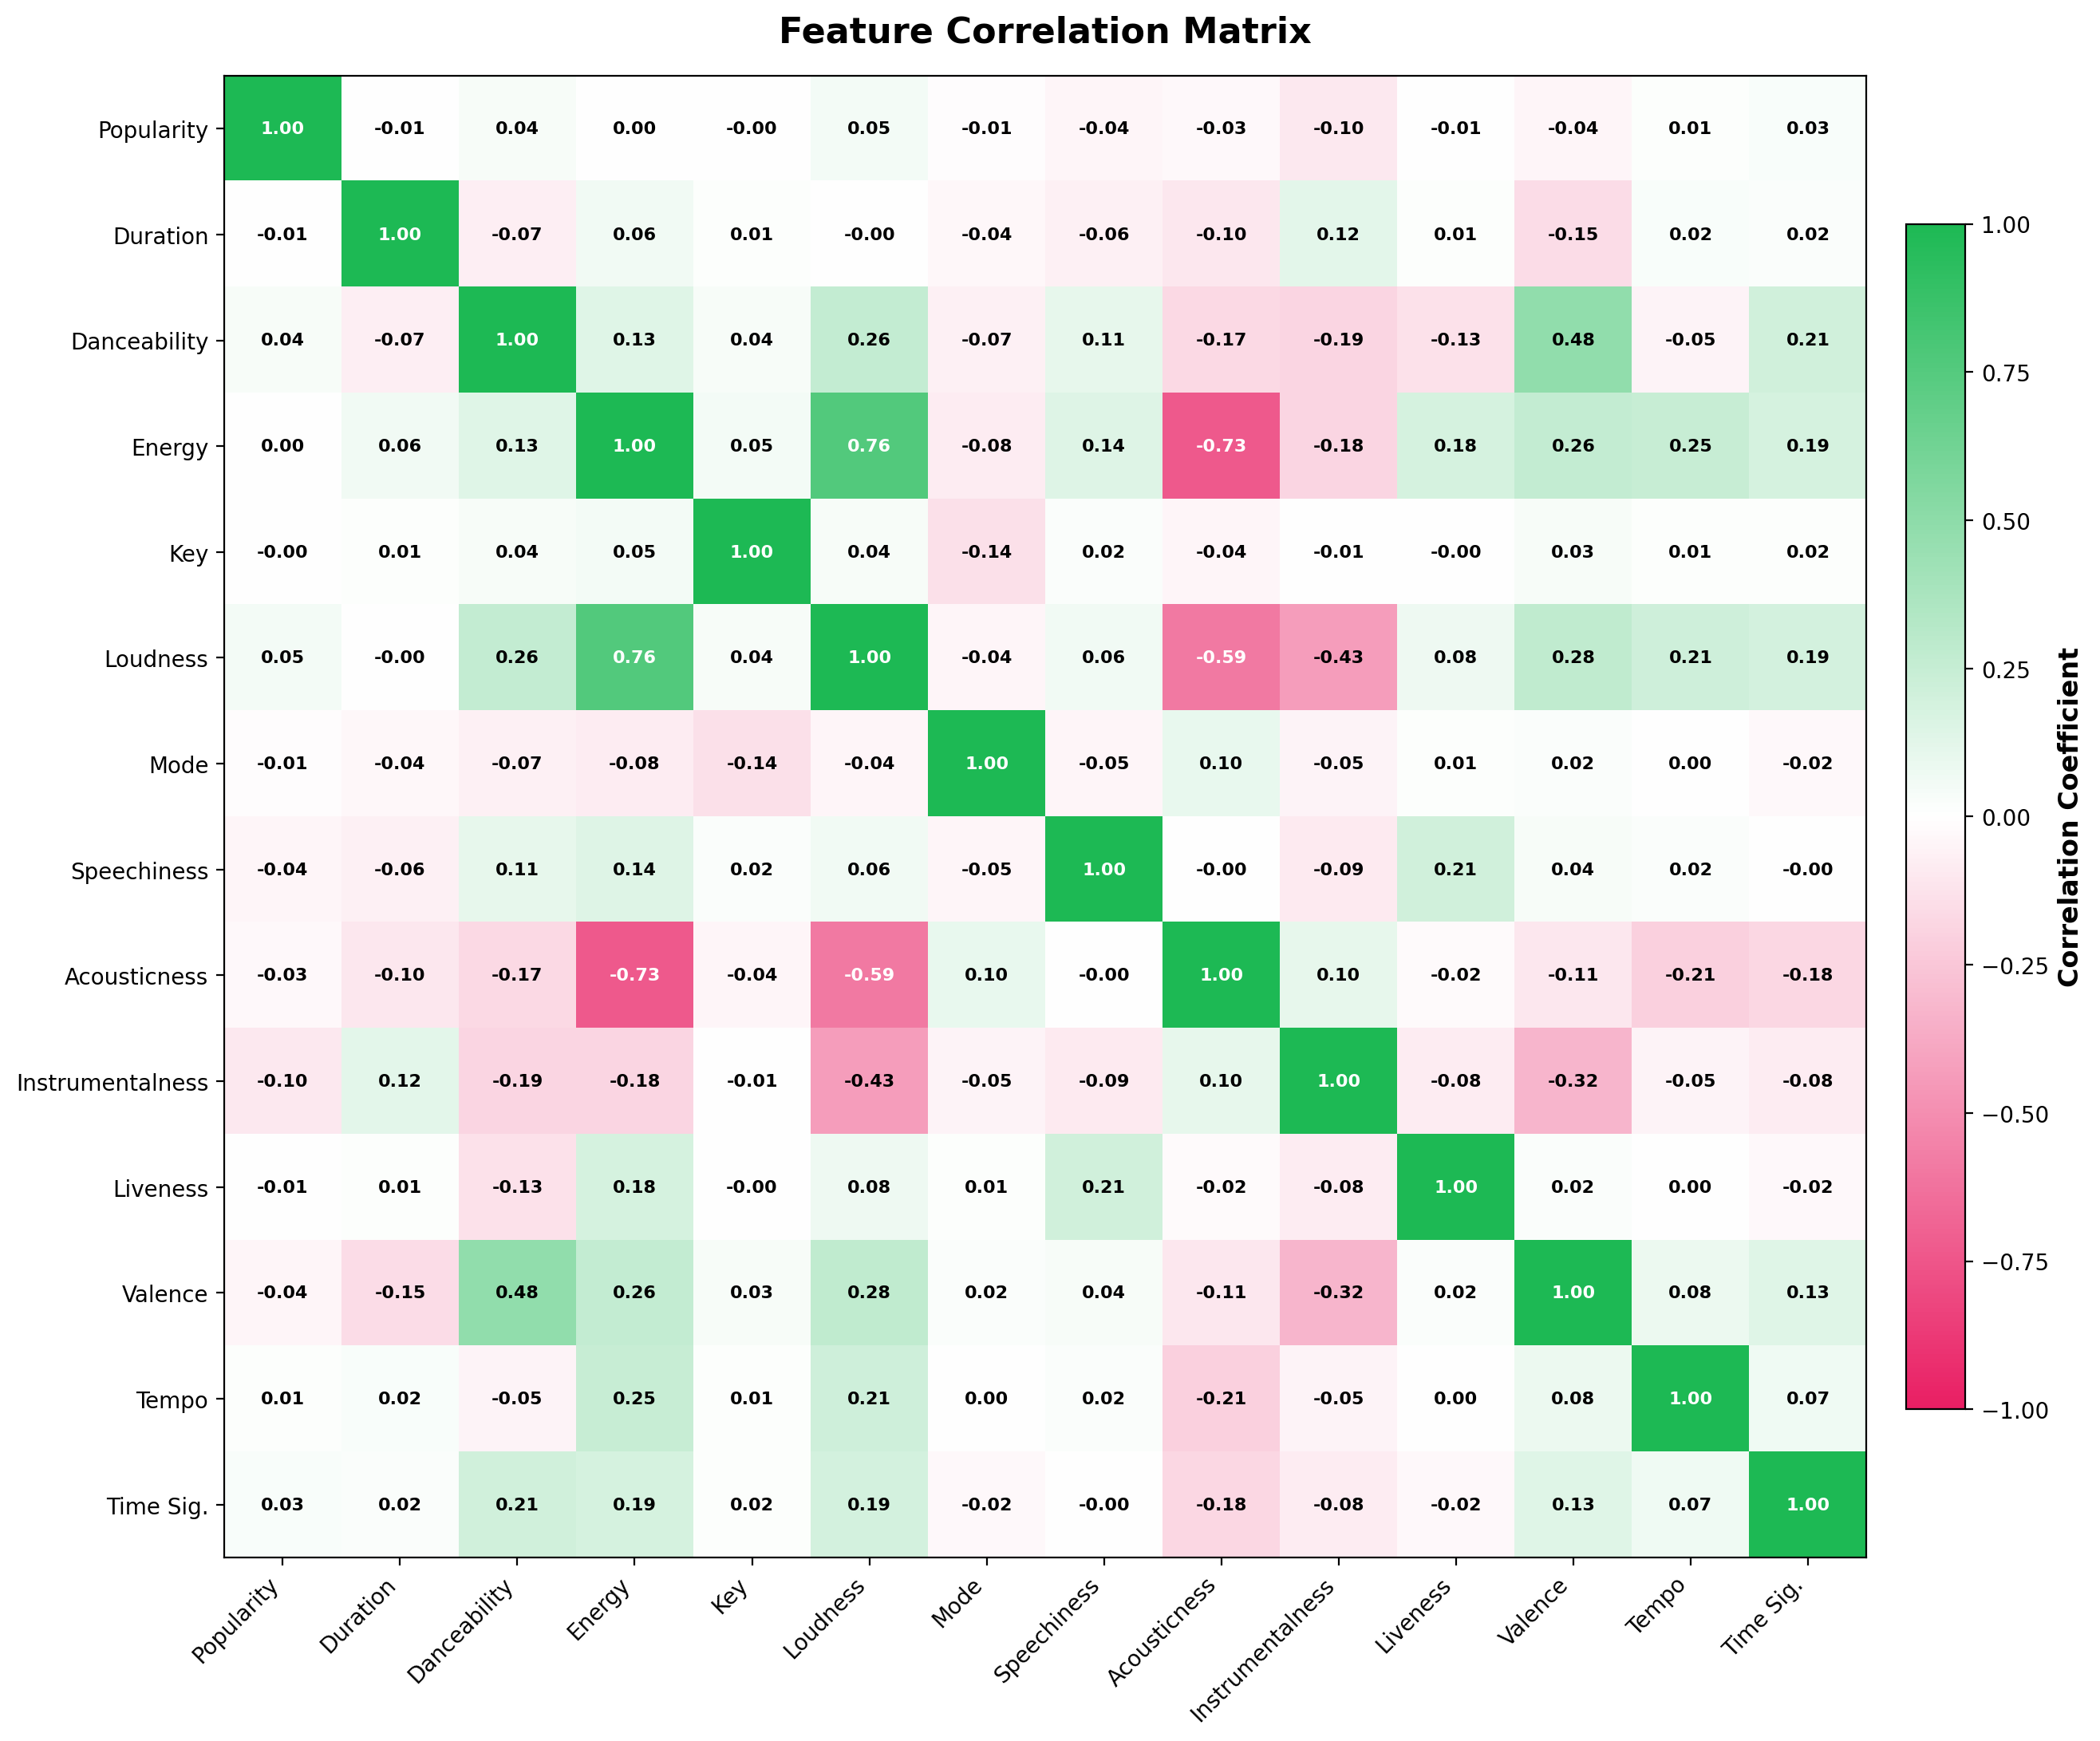 Feature Correlation Matrix
Popularity 1.00 -0.01 0.04 0.00 -0.00 0.05 -0.01 -0.04 -0.03 -0.10 -0.01 -0.04 0.01 0.03
Duration -0.01 1.00 -0.07 0.06 0.01 -0.00 -0.04 -0.06 -0.10 0.12 0.01 -0.15 0.02 0.02
Danceability 0.04 -0.07 1.00 0.13 0.04 0.26 -0.07 0.11 -0.17 -0.19 -0.13 0.48 -0.05 0.21
Energy 0.00 0.06 0.13 1.00 0.05 0.76 -0.08 0.14 -0.73 -0.18 0.18 0.26 0.25 0.19
Key -0.00 0.01 0.04 0.05 1.00 0.04 -0.14 0.02 -0.04 -0.01 -0.00 0.03 0.01 0.02
Loudness 0.05 -0.00 0.26 0.76 0.04 1.00 -0.04 0.06 -0.59 -0.43 0.08 0.28 0.21 0.19
Mode -0.01 -0.04 -0.07 -0.08 -0.14 -0.04 1.00 -0.05 0.10 -0.05 0.01 0.02 0.00 -0.02
Speechiness -0.04 -0.06 0.11 0.14 0.02 0.06 -0.05 1.00 -0.00 -0.09 0.21 0.04 0.02 -0.00
Acousticness -0.03 -0.10 -0.17 -0.73 -0.04 -0.59 0.10 -0.00 1.00 0.10 -0.02 -0.11 -0.21 -0.18
Instrumentalness -0.10 0.12 -0.19 -0.18 -0.01 -0.43 -0.05 -0.09 0.10 1.00 -0.08 -0.32 -0.05 -0.08
Liveness -0.01 0.01 -0.13 0.18 -0.00 0.08 0.01 0.21 -0.02 -0.08 1.00 0.02 0.00 -0.02
Valence -0.04 -0.15 0.48 0.26 0.03 0.28 0.02 0.04 -0.11 -0.32 0.02 1.00 0.08 0.13
Tempo 0.01 0.02 -0.05 0.25 0.01 0.21 0.00 0.02 -0.21 -0.05 0.00 0.08 1.00 0.07
Time Sig. 0.03 0.02 0.21 0.19 0.02 0.19 -0.02 -0.00 -0.18 -0.08 -0.02 0.13 0.07 1.00
Popularity Duration Danceability Energy Key Loudness Mode Speechiness Acousticness Instrumentalness Liveness Valence Tempo Time Sig.
1.00
0.75
0.50
0.25
0.00
−0.25
−0.50
−0.75
−1.00
Correlation Coefficient